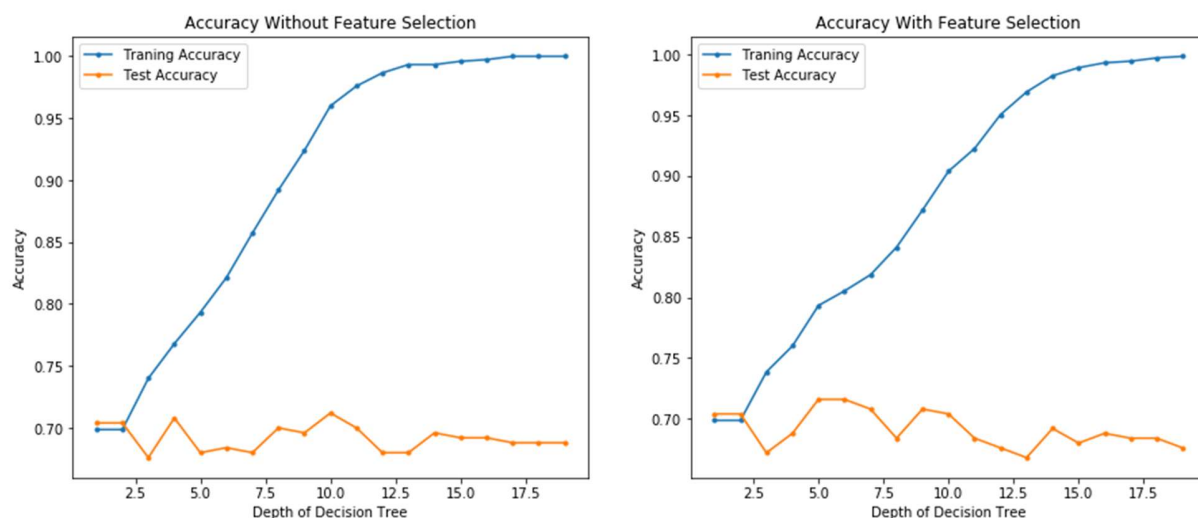 Accuracy Without Feature Selection
Traning Accuracy
Test Accuracy
1.00
0.95
0.90
0.85
0.80
0.75
0.70
Accuracy
2.5 5.0 7.5 10.0 12.5 15.0 17.5
Depth of Decision Tree
Accuracy With Feature Selection
Traning Accuracy
Test Accuracy
1.00
0.95
0.90
0.85
0.80
0.75
0.70
Accuracy
2.5 5.0 7.5 10.0 12.5 15.0 17.5
Depth of Decision Tree